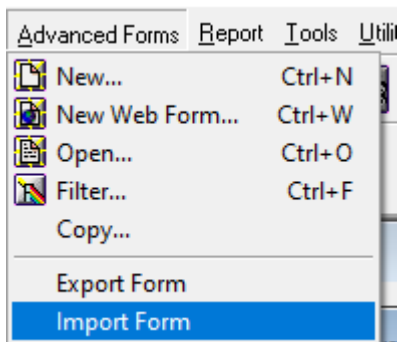 Advanced Forms Report Tools
New... Ctrl+N
New Web Form... Ctrl+W
Open... Ctrl+O
Filter... Ctrl+F
Copy...
Export Form
Import Form